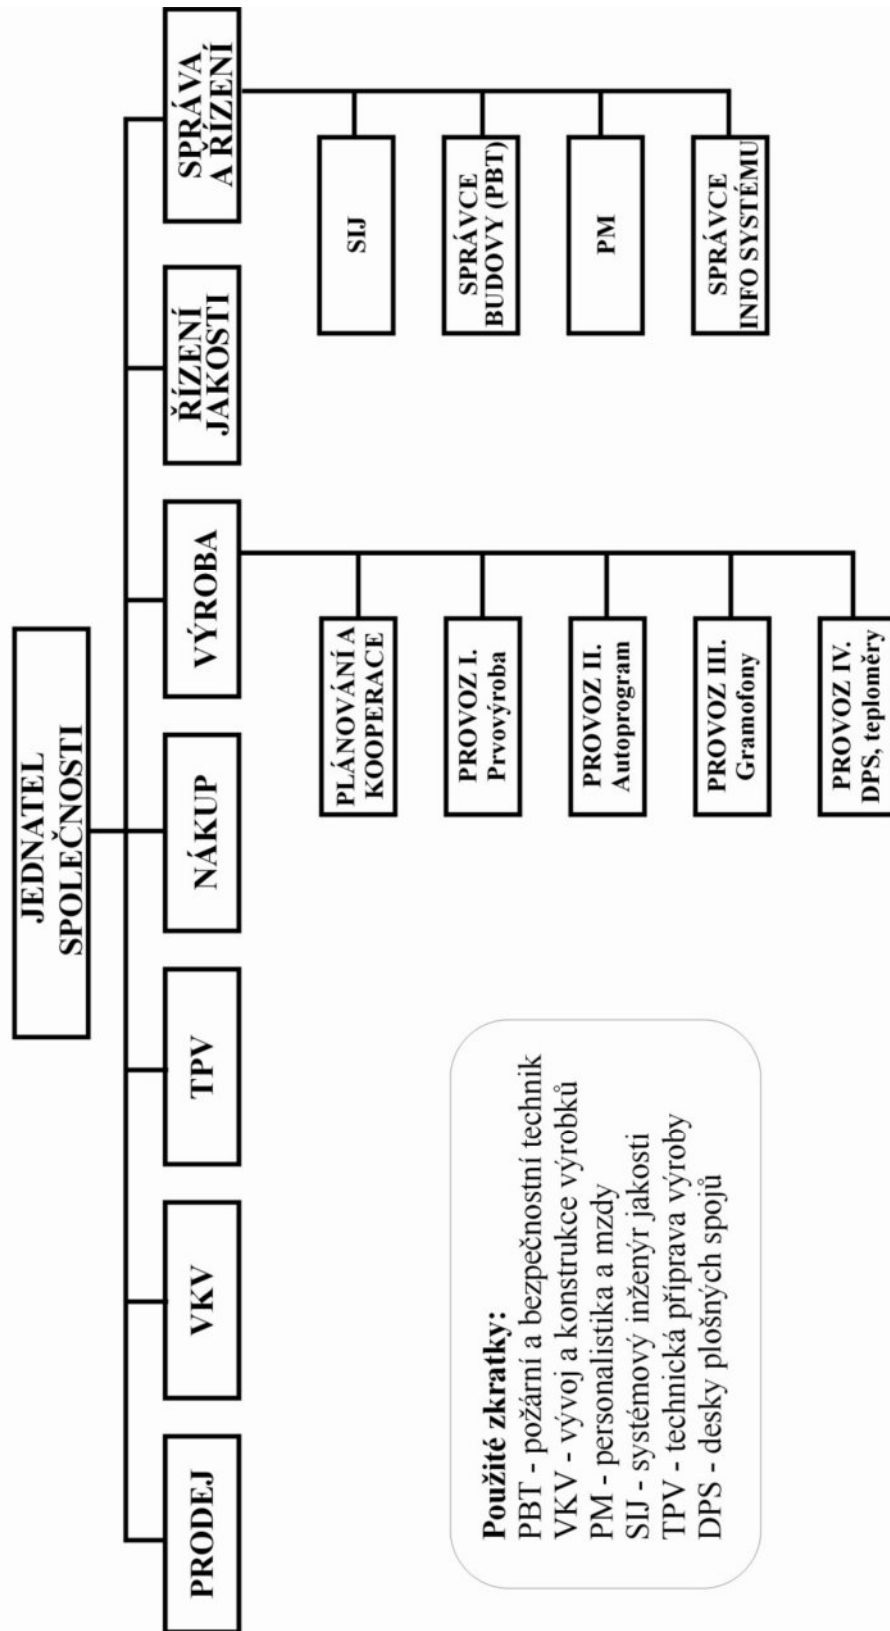 JEDNATEL
SPOLEČNOSTI
PRODEJ
VKV
TPV
NÁKUP
VÝROBA
ŘÍZENÍ
JAKOSTI
SPRÁVA
A ŘÍZENÍ
PLÁNOVÁNÍ A
KOOPERACE
PROVOZ I.
Prvovýroba
PROVOZ II.
Autoprogram
PROVOZ III.
Gramofony
PROVOZ IV.
DPS, teploměry
SIJ
SPRÁVCE
BUDOVY (PBT)
PM
SPRÁVCE
INFO SYSTÉMU
Použité zkratky:
PBT - požární a bezpečnostní technik
VKV - vývoj a konstrukce výrobků
PM - personalistika a mzdy
SIJ - systémový inženýr jakosti
TPV - technická příprava výroby
DPS - desky plošných spojů